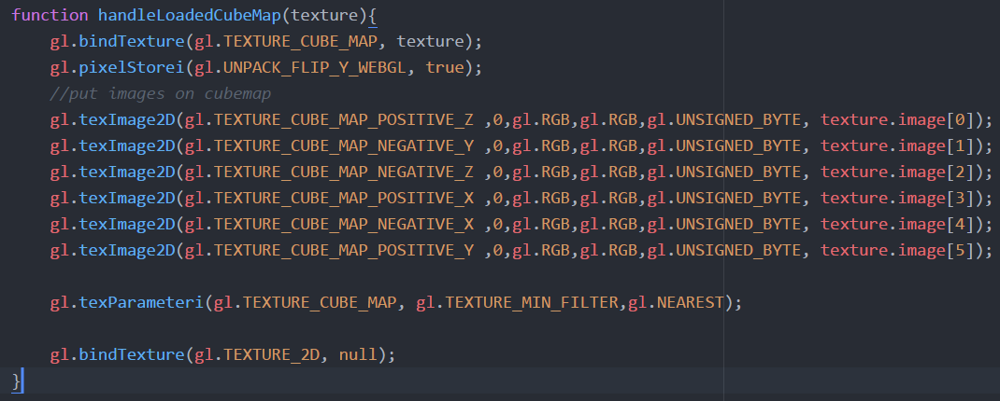 function handleLoadedCubeMap(texture){
gl.bindTexture(gl.TEXTURE_CUBE_MAP, texture);
gl.pixelStorei(gl.UNPACK_FLIP_Y_WEBGL, true);
//put images on cubemap
gl.texImage2D(gl.TEXTURE_CUBE_MAP_POSITIVE_Z ,0,gl.RGB,gl.RGB,gl.UNSIGNED_BYTE, texture.image[0]);
gl.texImage2D(gl.TEXTURE_CUBE_MAP_NEGATIVE_Y ,0,gl.RGB,gl.RGB,gl.UNSIGNED_BYTE, texture.image[1]);
gl.texImage2D(gl.TEXTURE_CUBE_MAP_NEGATIVE_Z ,0,gl.RGB,gl.RGB,gl.UNSIGNED_BYTE, texture.image[2]);
gl.texImage2D(gl.TEXTURE_CUBE_MAP_POSITIVE_X ,0,gl.RGB,gl.RGB,gl.UNSIGNED_BYTE, texture.image[3]);
gl.texImage2D(gl.TEXTURE_CUBE_MAP_NEGATIVE_X ,0,gl.RGB,gl.RGB,gl.UNSIGNED_BYTE, texture.image[4]);
gl.texImage2D(gl.TEXTURE_CUBE_MAP_POSITIVE_Y ,0,gl.RGB,gl.RGB,gl.UNSIGNED_BYTE, texture.image[5]);
gl.texParameteri(gl.TEXTURE_CUBE_MAP, gl.TEXTURE_MIN_FILTER,gl.NEAREST);
gl.bindTexture(gl.TEXTURE_2D, null);
}